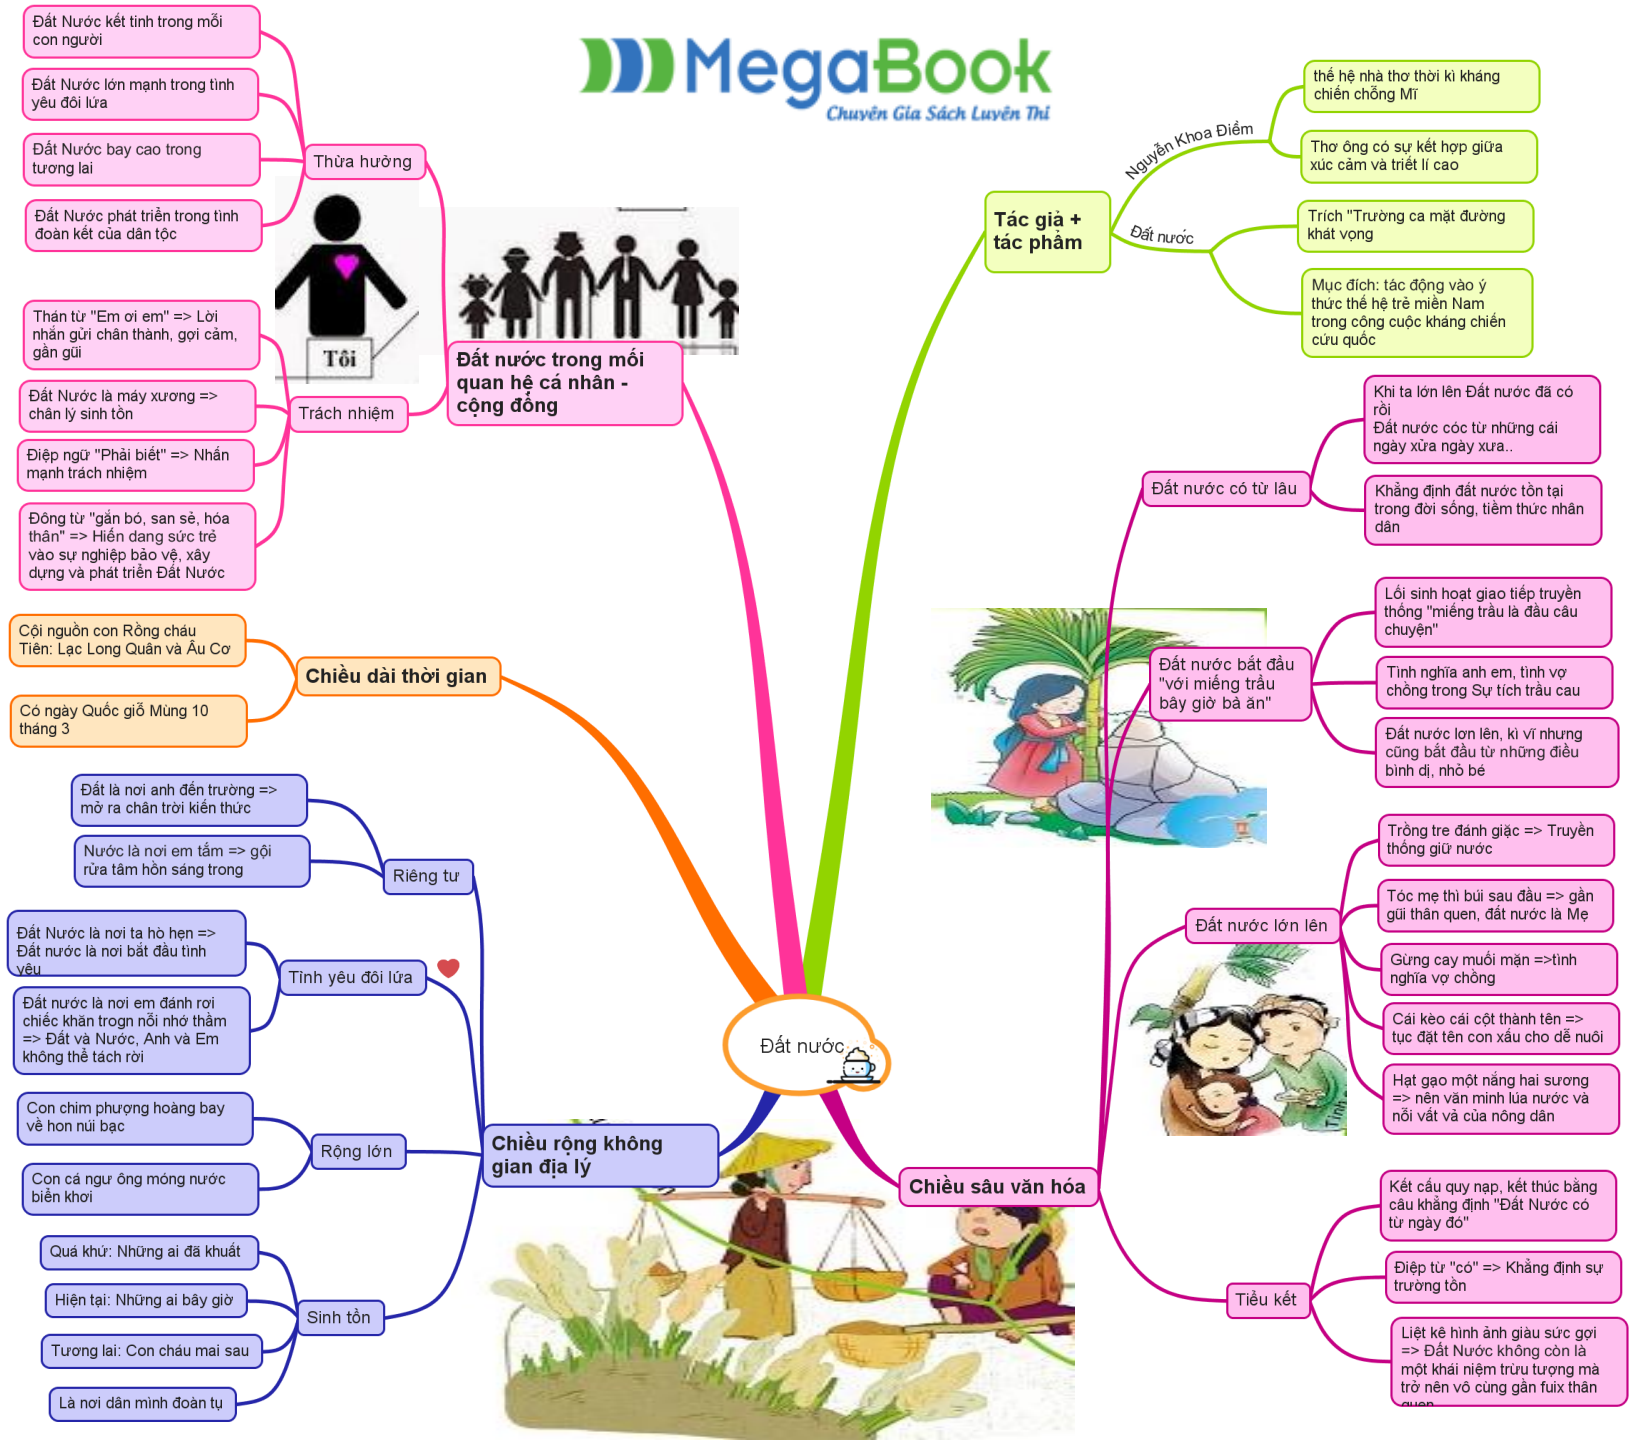 MegaBook
Chuyên Gia Sách Luyện Thi
Đất nước
Tác giả +
tác phẩm
Nguyễn Khoa Điềm
thế hệ nhà thơ thời kì kháng
chiến chỗng Mĩ
Thơ ông có sự kết hợp giữa
xúc cảm và triết lí cao
Đất nước
Trích "Trường ca mặt đường
khát vọng
Mục đích: tác động vào ý
thức thế hệ trẻ miền Nam
trong công cuộc kháng chiến
cứu quốc
Đất nước trong mối
quan hệ cá nhân -
cộng đồng
Thừa hưởng
Đất Nước kết tinh trong mỗi
con người
Đất Nước lớn mạnh trong tình
yêu đôi lứa
Đất Nước bay cao trong
tương lai
Đất Nước phát triển trong tình
đoàn kết của dân tộc
Tôi
Trách nhiệm
Thán từ "Em ơi em" => Lời
nhắn gửi chân thành, gợi cảm,
gần gũi
Đất Nước là máy xương =>
chân lý sinh tồn
Điệp ngữ "Phải biết" => Nhấn
mạnh trách nhiệm
Đông từ "gắn bó, san sẻ, hóa
thân" => Hiến dang sức trẻ
vào sự nghiệp bảo vệ, xây
dựng và phát triển Đất Nước
Chiều dài thời gian
Cội nguồn con Rồng cháu
Tiên: Lạc Long Quân và Âu Cơ
Có ngày Quốc giỗ Mùng 10
tháng 3
Chiều rộng không
gian địa lý
Riêng tư
Đất là nơi anh đến trường =>
mở ra chân trời kiến thức
Nước là nơi em tắm => gội
rửa tâm hồn sáng trong
Tình yêu đôi lứa
Đất Nước là nơi ta hò hẹn =>
Đất nước là nơi bắt đầu tình
yêu
Đất nước là nơi em đánh rơi
chiếc khăn trogn nỗi nhớ thầm
=> Đất và Nước, Anh và Em
không thể tách rời
Rộng lớn
Con chim phượng hoàng bay
về hon núi bạc
Con cá ngư ông móng nước
biển khơi
Sinh tồn
Quá khứ: Những ai đã khuất
Hiện tại: Những ai bây giờ
Tương lai: Con cháu mai sau
Là nơi dân mình đoàn tụ
Chiều sâu văn hóa
Đất nước có từ lâu
Khi ta lớn lên Đất nước đã có
rồi
Đất nước cóc từ những cái
ngày xửa ngày xưa..
Khẳng định đất nước tồn tại
trong đời sống, tiềm thức nhân
dân
Đất nước bắt đầu
"với miếng trầu
bây giờ bà ăn"
Lối sinh hoạt giao tiếp truyền
thống "miếng trầu là đầu câu
chuyện"
Tình nghĩa anh em, tình vợ
chồng trong Sự tích trầu cau
Đất nước lơn lên, kì vĩ nhưng
cũng bắt đầu từ những điều
bình dị, nhỏ bé
Đất nước lớn lên
Trồng tre đánh giặc => Truyền
thống giữ nước
Tóc mẹ thì búi sau đầu => gần
gũi thân quen, đất nước là Mẹ
Gừng cay muối mặn =>tình
nghĩa vợ chồng
Cái kèo cái cột thành tên =>
tục đặt tên con xấu cho dễ nuôi
Hạt gạo một nắng hai sương
=> nên văn minh lúa nước và
nỗi vất vả của nông dân
Tình
Tiểu kết
Kết cấu quy nạp, kết thúc bằng
câu khẳng định "Đất Nước có
từ ngày đó"
Điệp từ "có" => Khẳng định sự
trường tồn
Liệt kê hình ảnh giàu sức gợi
=> Đất Nước không còn là
một khái niệm trừu tượng mà
trở nên vô cùng gần fuix thân
quen